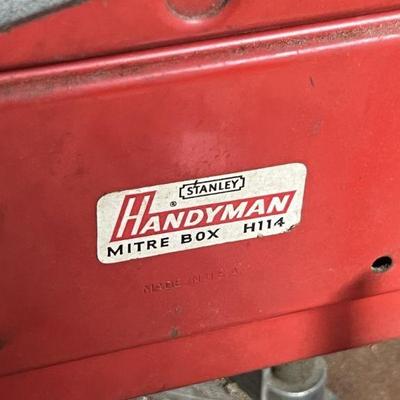 STANLEY
® HANDYMAN
MITRE BOX H114
MADE IN U.S.A.